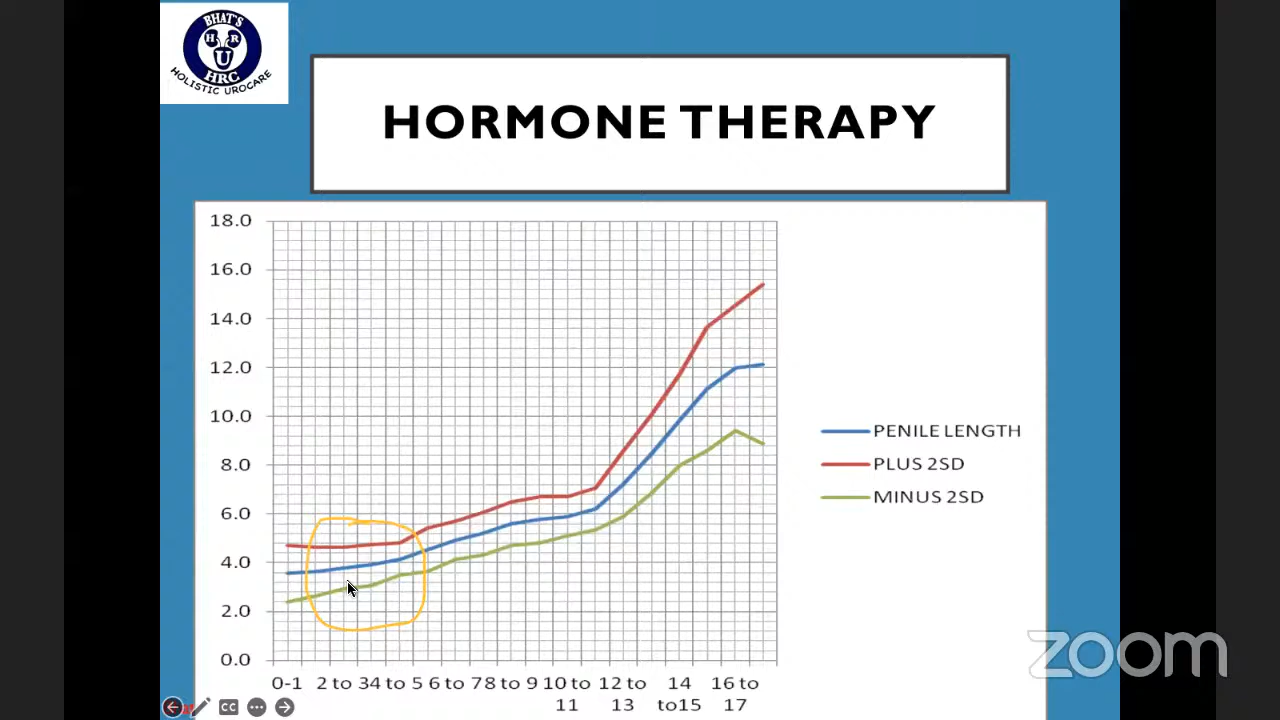 BHAT'S
H R
U
HRC
HOLISTIC UROCARE
HORMONE THERAPY
18.0
16.0
14.0
12.0
10.0
8.0
6.0
4.0
2.0
0.0
PENILE LENGTH
PLUS 2SD
MINUS 2SD
0-1 2 to 3 4 to 5 6 to 7 8 to 9 10 to 11 12 to 13 14 to15 16 to 17
CC
zoom